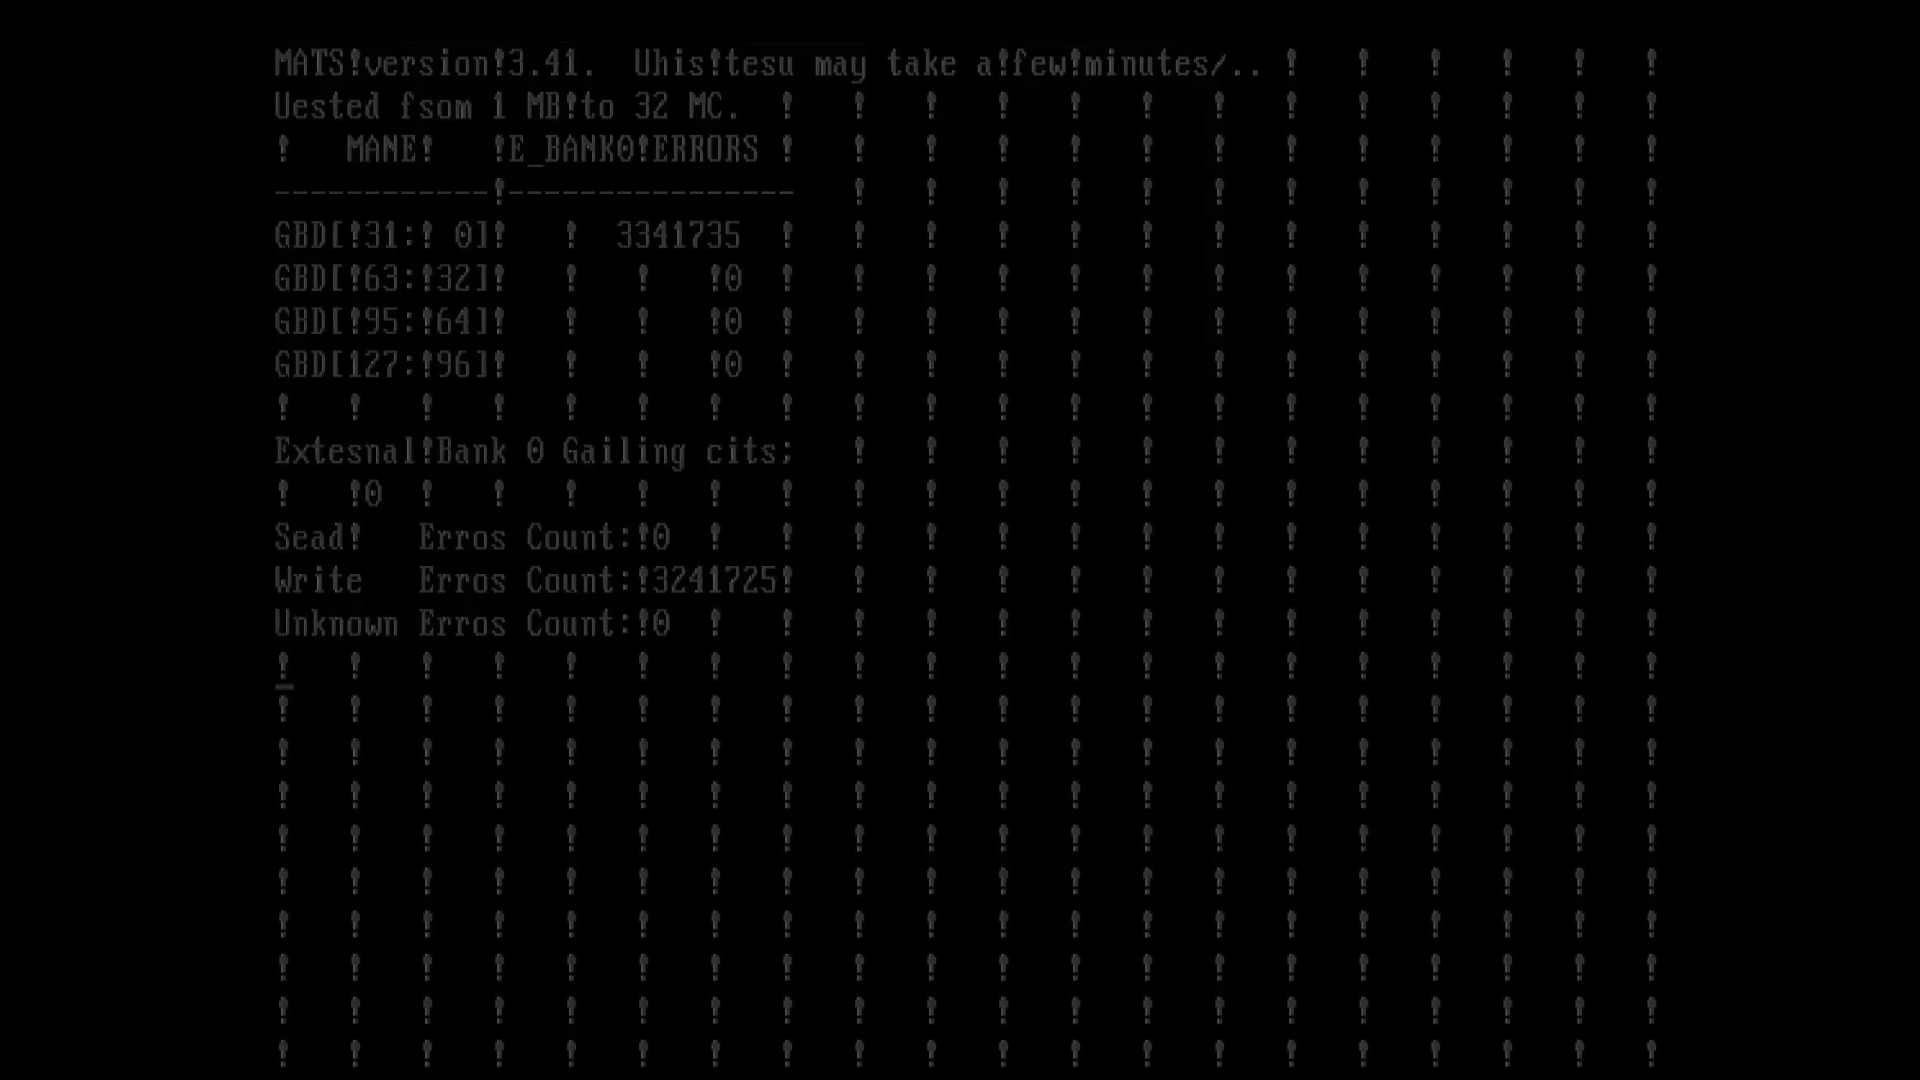 MATS!version!3.41.  Uhis!tesu may take a!few!minutes/.. !   !   !   !   !   !
Uested fsom 1 MB!to 32 MC.  !   !   !   !   !   !   !   !   !   !   !   !   !
!   MANE!   !E_BANK0!ERRORS !   !   !   !   !   !   !   !   !   !   !   !   !
------------!----------------   !   !   !   !   !   !   !   !   !   !   !   !
GBD[!31:! 0]!   !  3341735  !   !   !   !   !   !   !   !   !   !   !   !   !
GBD[!63:!32]!   !   !   !0  !   !   !   !   !   !   !   !   !   !   !   !   !
GBD[!95:!64]!   !   !   !0  !   !   !   !   !   !   !   !   !   !   !   !   !
GBD[127:!96]!   !   !   !0  !   !   !   !   !   !   !   !   !   !   !   !   !
!   !   !   !   !   !   !   !   !   !   !   !   !   !   !   !   !   !   !   !
Extesnal!Bank 0 Gailing cits;   !   !   !   !   !   !   !   !   !   !   !   !
!   !0  !   !   !   !   !   !   !   !   !   !   !   !   !   !   !   !   !   !
Sead!   Erros Count:!0  !   !   !   !   !   !   !   !   !   !   !   !   !   !
Write   Erros Count:!3241725!   !   !   !   !   !   !   !   !   !   !   !   !
Unknown Erros Count:!0  !   !   !   !   !   !   !   !   !   !   !   !   !   !
!   !   !   !   !   !   !   !   !   !   !   !   !   !   !   !   !   !   !   !
!   !   !   !   !   !   !   !   !   !   !   !   !   !   !   !   !   !   !   !
!   !   !   !   !   !   !   !   !   !   !   !   !   !   !   !   !   !   !   !
!   !   !   !   !   !   !   !   !   !   !   !   !   !   !   !   !   !   !   !
!   !   !   !   !   !   !   !   !   !   !   !   !   !   !   !   !   !   !   !
!   !   !   !   !   !   !   !   !   !   !   !   !   !   !   !   !   !   !   !
!   !   !   !   !   !   !   !   !   !   !   !   !   !   !   !   !   !   !   !
!   !   !   !   !   !   !   !   !   !   !   !   !   !   !   !   !   !   !   !
!   !   !   !   !   !   !   !   !   !   !   !   !   !   !   !   !   !   !   !
!   !   !   !   !   !   !   !   !   !   !   !   !   !   !   !   !   !   !   !